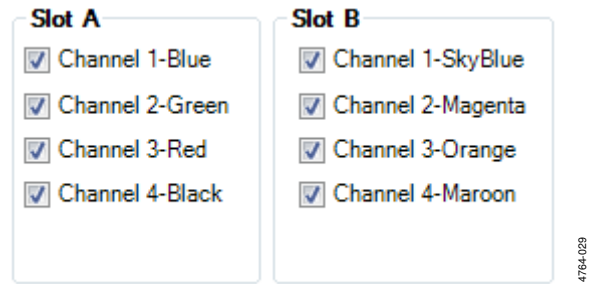 Slot A
Channel 1-Blue
Channel 2-Green
Channel 3-Red
Channel 4-Black
Slot B
Channel 1-SkyBlue
Channel 2-Magenta
Channel 3-Orange
Channel 4-Maroon
4764-029